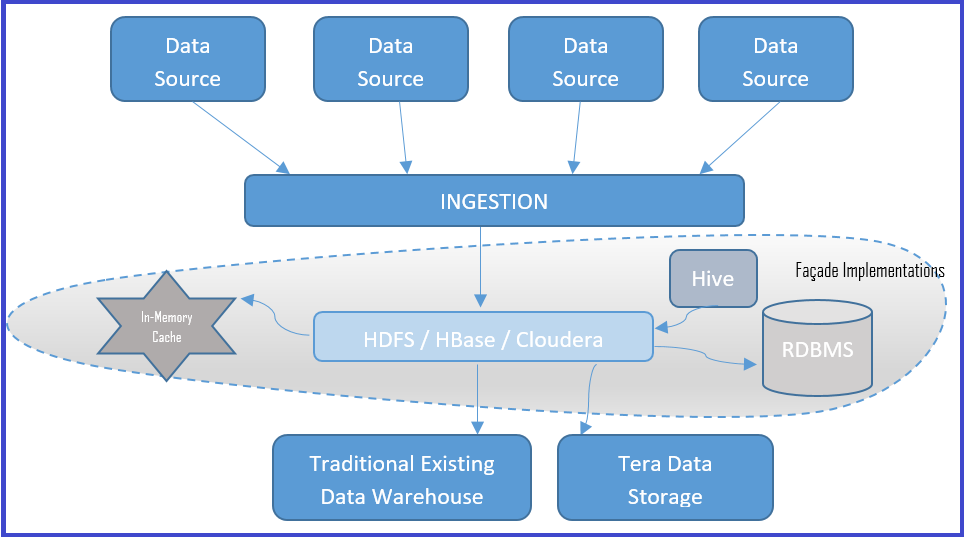 Data
Source
Data
Source
Data
Source
Data
Source
INGESTION
Façade Implementations
Hive
In-Memory
Cache
HDFS / HBase / Cloudera
RDBMS
Traditional Existing
Data Warehouse
Tera Data
Storage